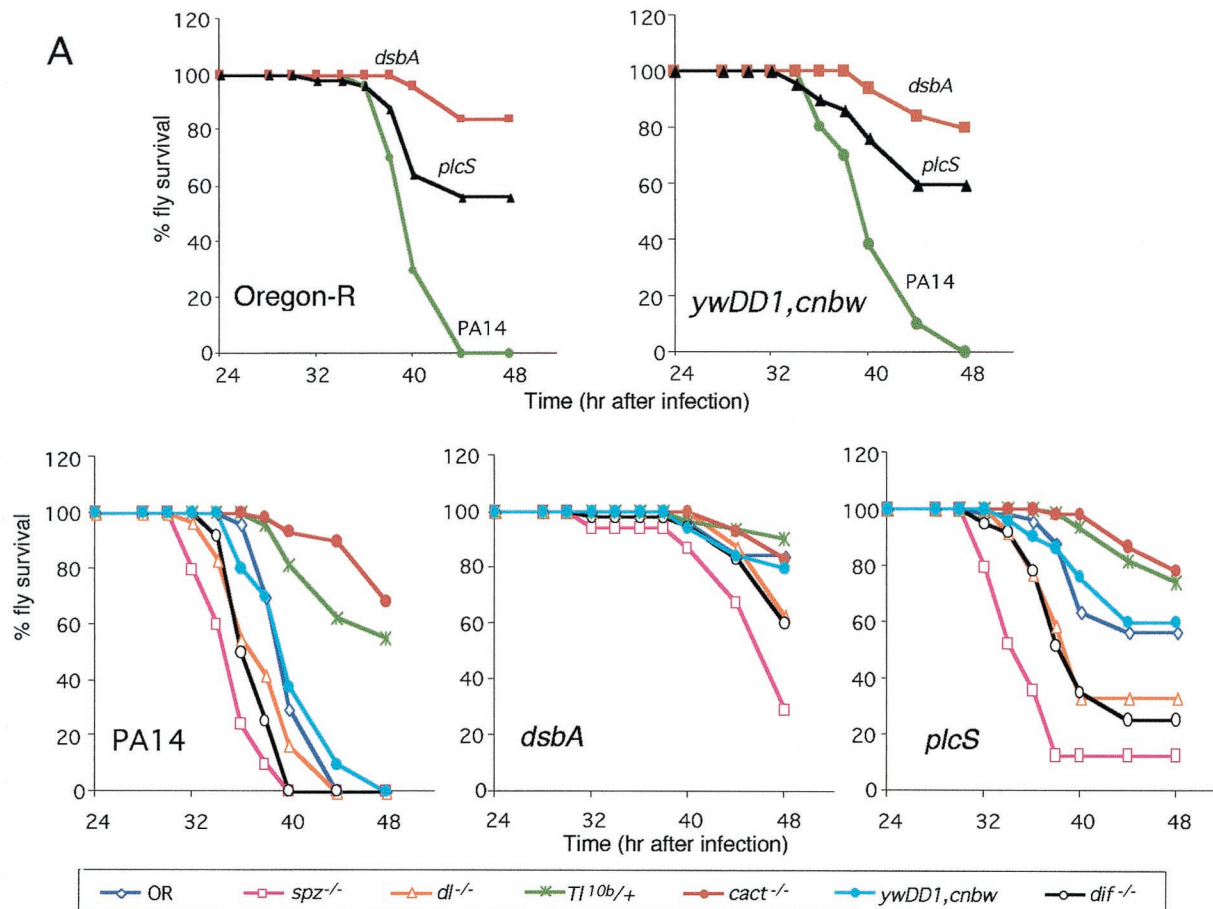 A
120
100
80
60
40
20
0
% fly survival
dsbA
plcS
PA14
Oregon-R
24 32 40 48
120
100
80
60
40
20
0
dsbA
plcS
PA14
ywDD1,cnbw
24 32 40 48
Time (hr after infection)
120
100
80
60
40
20
0
% fly survival
PA14
24 32 40 48
120
100
80
60
40
20
0
dsbA
24 32 40 48
120
100
80
60
40
20
0
plcS
24 32 40 48
Time (hr after infection)
OR spz -/- dl -/- Tl 10b/+ cact -/- ywDD1,cnbw dif -/-